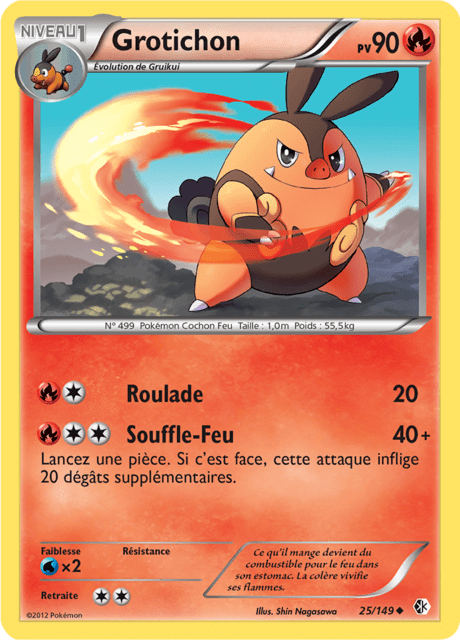 NIVEAU 1
Grotichon
PV 90
Évolution de Gruikui
N° 499 Pokémon Cochon Feu Taille : 1,0m Poids : 55,5kg
Roulade 20
Souffle-Feu 40+
Lancez une pièce. Si c'est face, cette attaque inflige
20 dégâts supplémentaires.
Faiblesse Résistance
×2
Retraite
Ce qu'il mange devient du
combustible pour le feu dans
son estomac. La colère vivifie
ses flammes.
©2012 Pokémon Illus. Shin Nagasawa 25/149